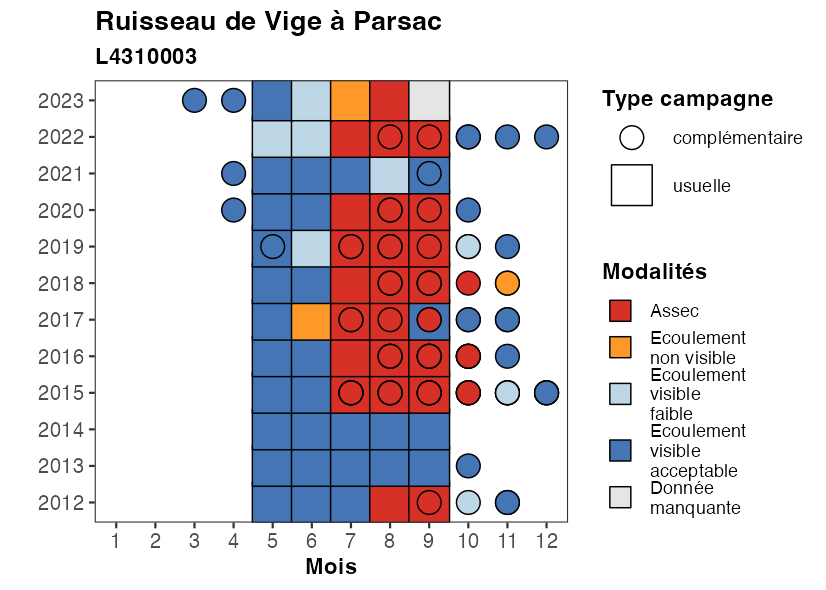 Ruisseau de Vige à Parsac
L4310003
2023
2022
2021
2020
2019
2018
2017
2016
2015
2014
2013
2012
1 2 3 4 5 6 7 8 9 10 11 12
Mois
Type campagne
complémentaire
usuelle
Modalités
Assec
Ecoulement
non visible
Ecoulement
visible
faible
Ecoulement
visible
acceptable
Donnée
manquante